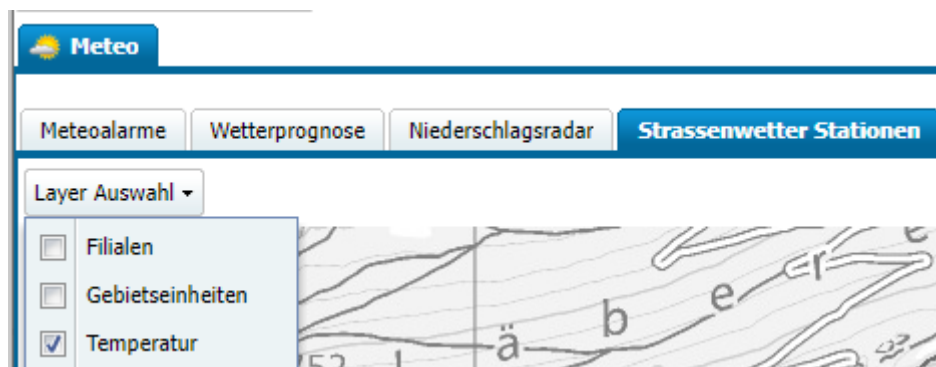 Meteo
Meteoalarme Wetterprognose Niederschlagsradar Strassenwetter Stationen
Layer Auswahl
Filialen
Gebietseinheiten
Temperatur
l ä b e r e